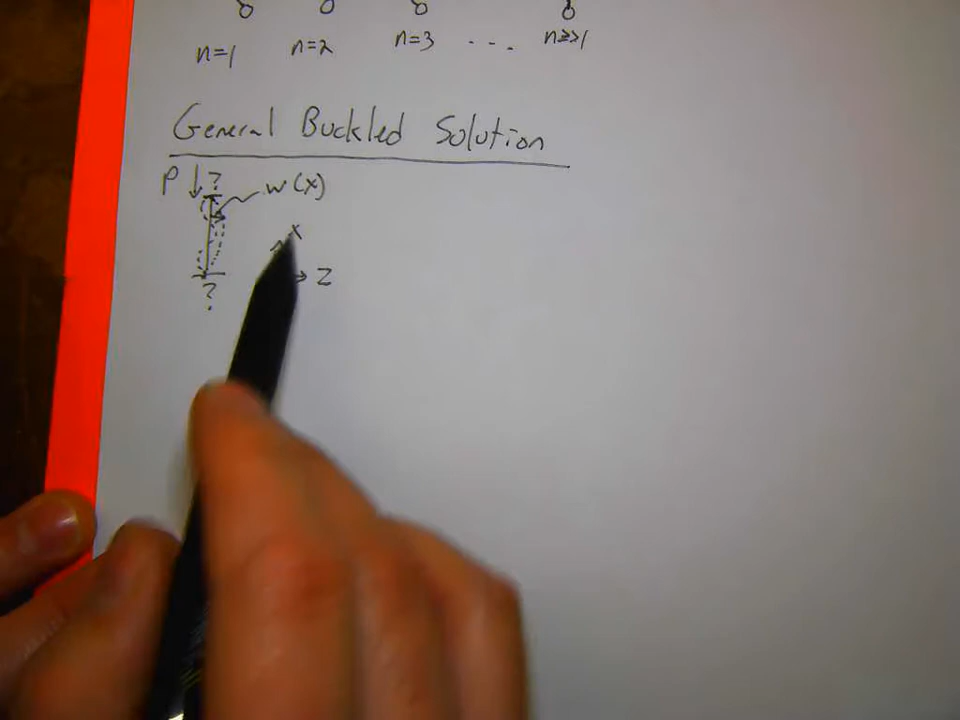 n=1 n=2 n=3 ... n>>1
General Buckled Solution
P ↓ ? w(x)
x
z
?